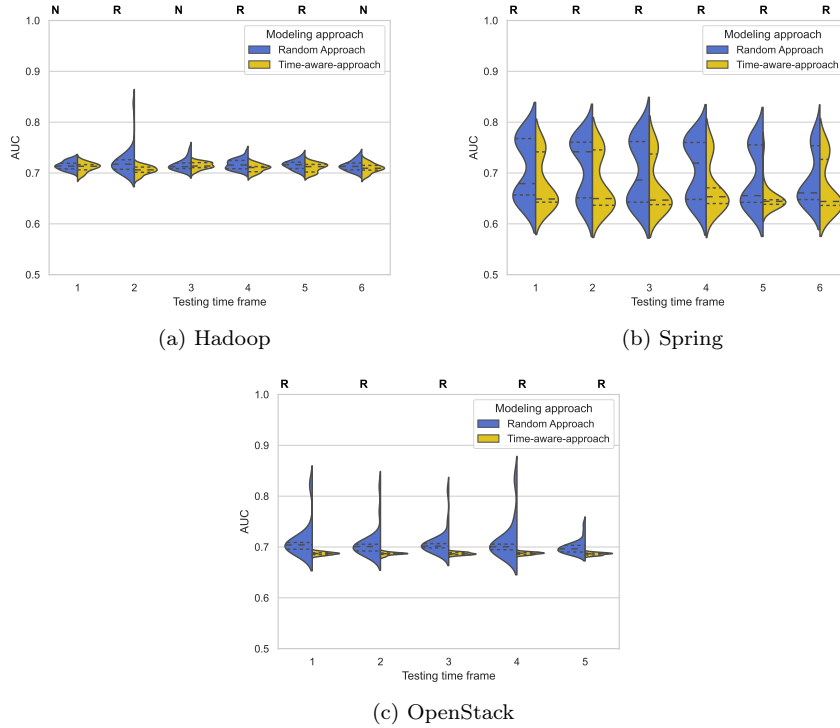 N R N R R N
1.0
Modeling approach
Random Approach
Time-aware-approach
0.9
0.8
AUC
0.7
0.6
0.5
1 2 3 4 5 6
Testing time frame
(a) Hadoop
R R R R R R
1.0
Modeling approach
Random Approach
Time-aware-approach
0.9
0.8
AUC
0.7
0.6
0.5
1 2 3 4 5 6
Testing time frame
(b) Spring
R R R R R
1.0
Modeling approach
Random Approach
Time-aware-approach
0.9
0.8
AUC
0.7
0.6
0.5
1 2 3 4 5
Testing time frame
(c) OpenStack